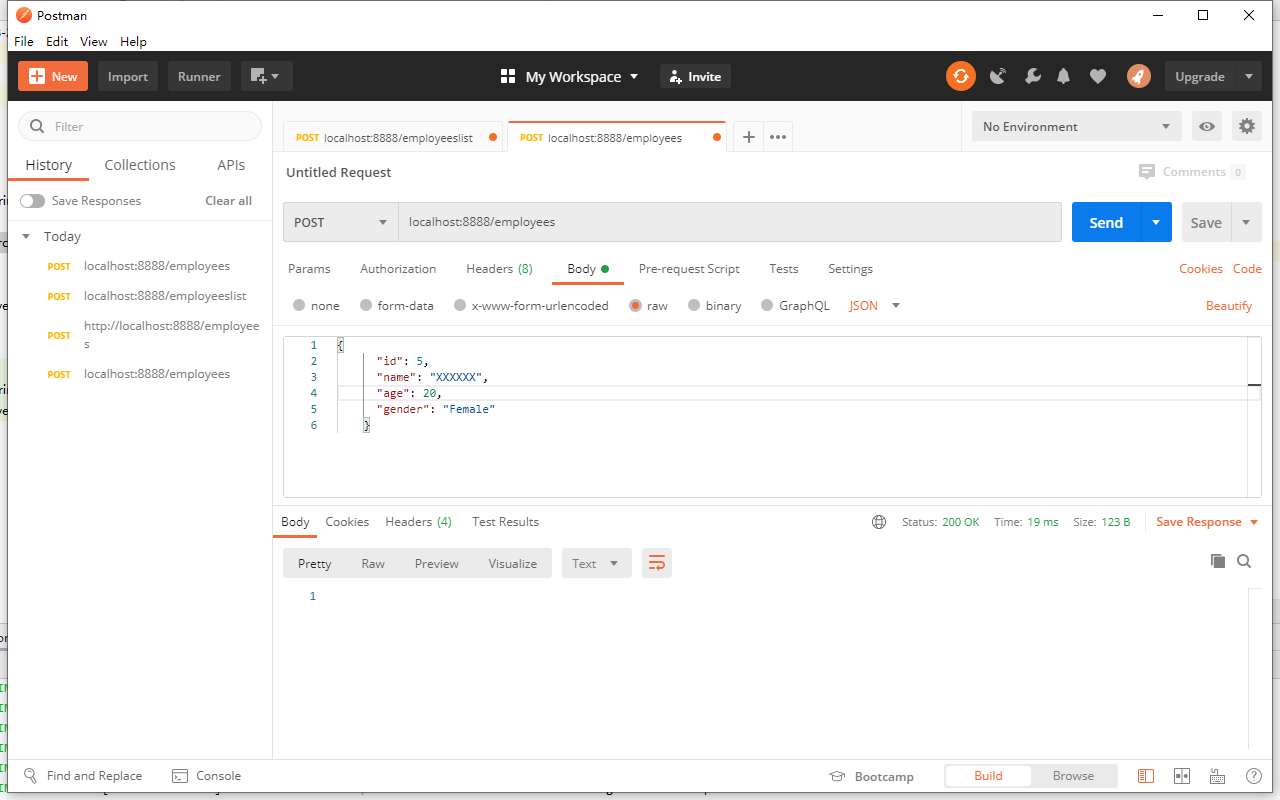 Postman
File Edit View Help
New Import Runner My Workspace Invite Upgrade
Filter
History Collections APIs
Save Responses Clear all
Today
POST localhost:8888/employees
POST localhost:8888/employeeslist
POST http://localhost:8888/employee
s
POST localhost:8888/employees
POST localhost:8888/employeeslist POST localhost:8888/employees No Environment
Untitled Request Comments 0
POST localhost:8888/employees Send Save
Params Authorization Headers (8) Body Pre-request Script Tests Settings Cookies Code
none form-data x-www-form-urlencoded raw binary GraphQL JSON Beautify
1 {
2 "id": 5,
3 "name": "XXXXXX",
4 "age": 20,
5 "gender": "Female"
6 }
Body Cookies Headers (4) Test Results Status: 200 OK Time: 19 ms Size: 123 B Save Response
Pretty Raw Preview Visualize Text
1
Find and Replace Console Bootcamp Build Browse